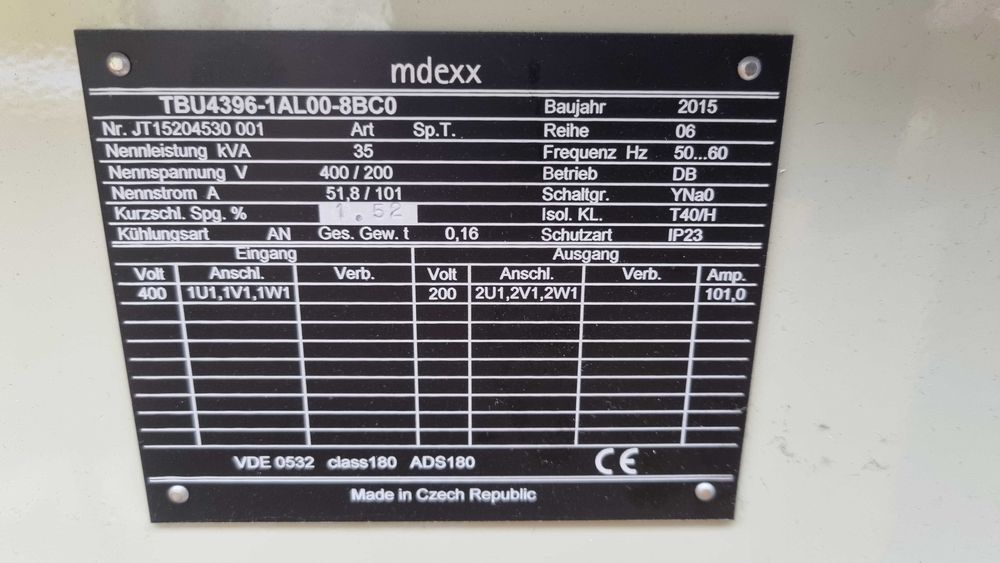 mdexx
TBU4396-1AL00-8BC0 Baujahr 2015
Nr. JT15204530 001 Art Sp.T. Reihe 06
Nennleistung kVA 35 Frequenz Hz 50...60
Nennspannung V 400 / 200 Betrieb DB
Nennstrom A 51,8 / 101 Schaltgr. YNa0
Kurzschl. Spg. % 1.52 Isol. KL. T40/H
Kühlungsart AN Ges. Gew. t 0,16 Schutzart IP23
Eingang Ausgang
Volt Anschl. Verb. Volt Anschl. Verb. Amp.
400 1U1,1V1,1W1 200 2U1,2V1,2W1 101,0
VDE 0532 class180 ADS180 CE
Made in Czech Republic